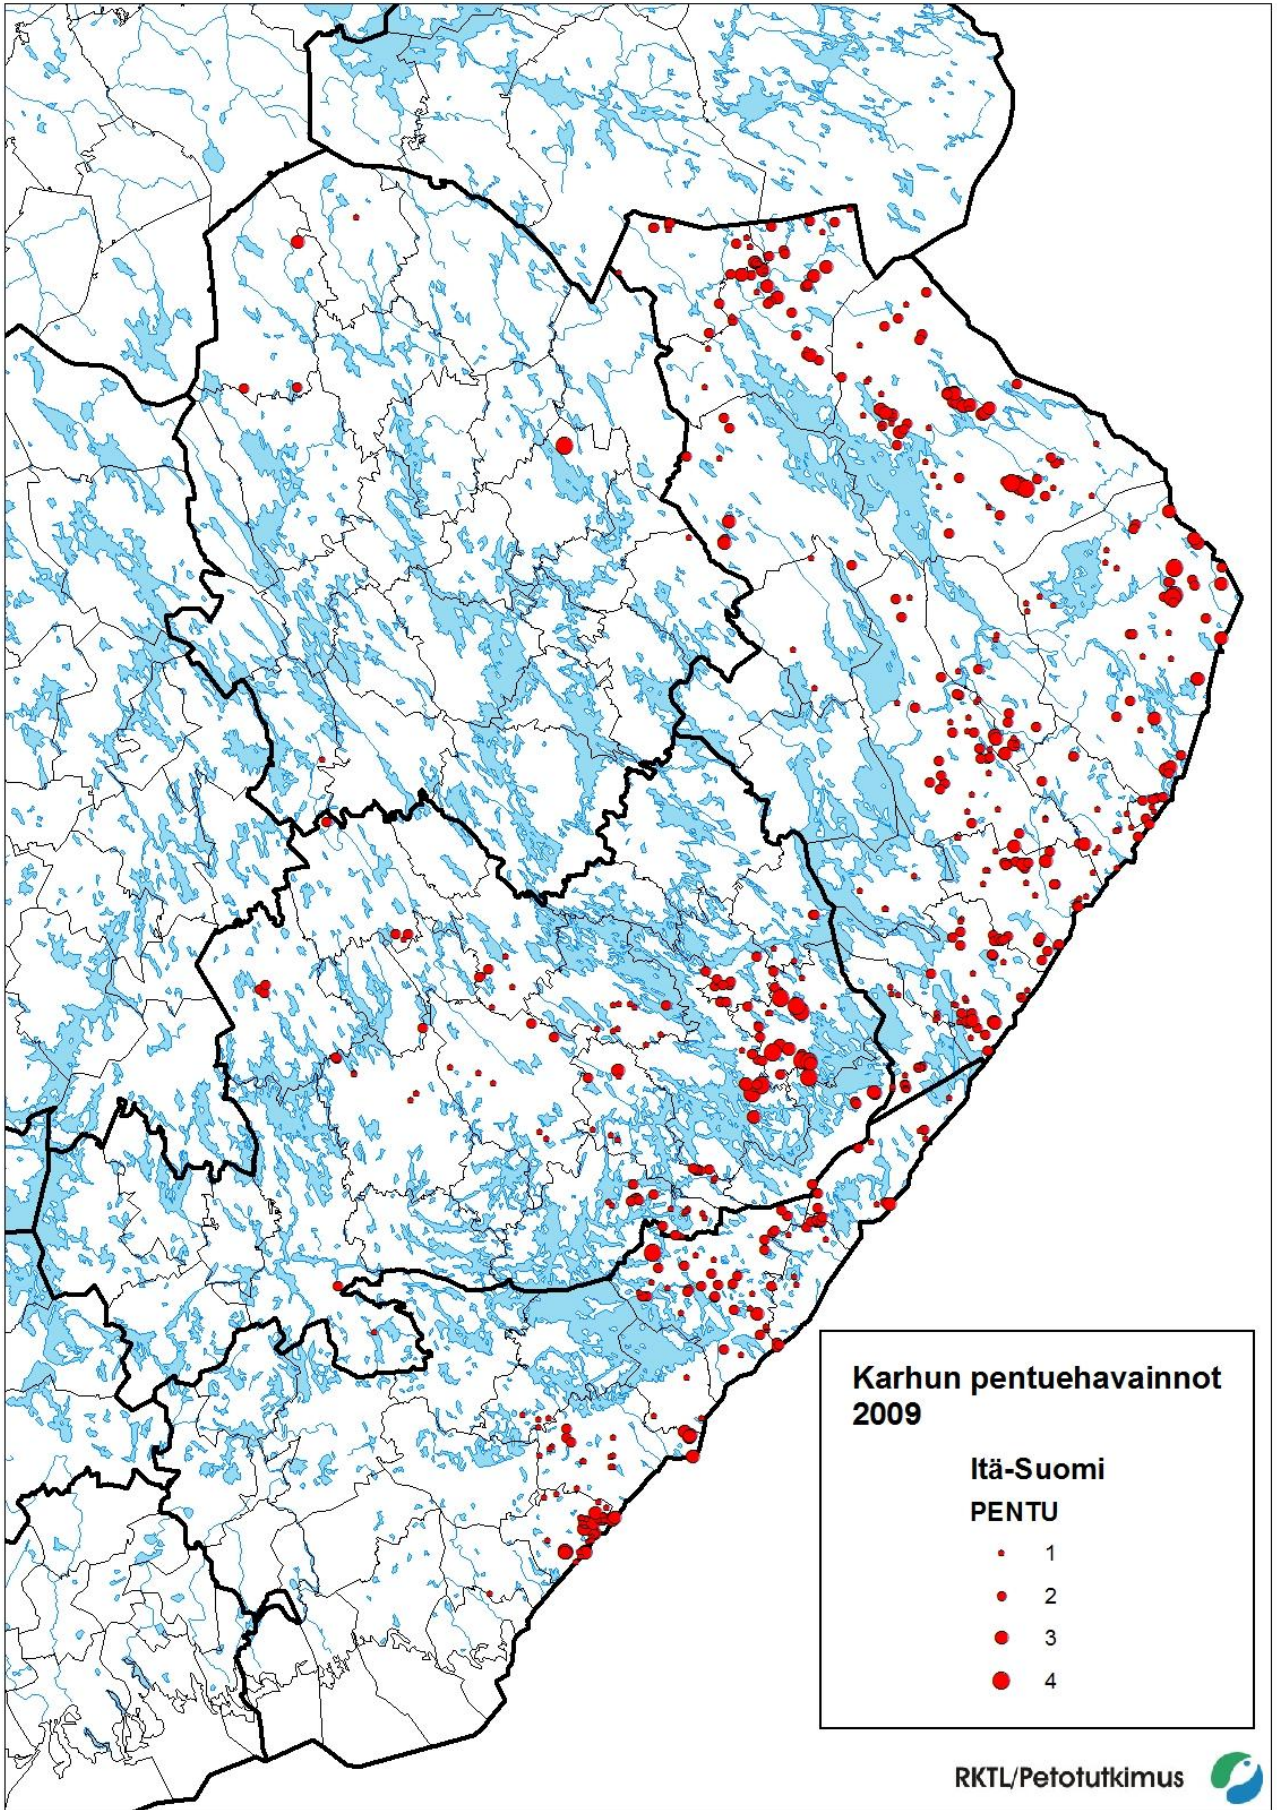 Karhun pentuehavainnot
2009
Itä-Suomi
PENTU
1
2
3
4
RKTL/Petotutkimus